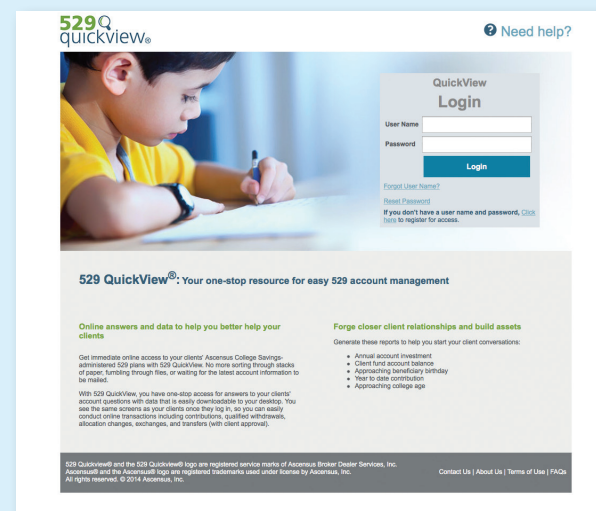 529
quickview®
? Need help?
QuickView
Login
User Name
Password
Login
Forgot User Name?
Reset Password
If you don't have a user name and password, Click
here to register for access.
529 QuickView®: Your one-stop resource for easy 529 account management
Online answers and data to help you better help your
clients
Get immediate online access to your clients' Ascensus College Savings-
administered 529 plans with 529 QuickView. No more sorting through stacks
of paper, fumbling through files, or waiting for the latest account information to
be mailed.
With 529 QuickView, you have one-stop access for answers to your clients'
account questions with data that is easily downloadable to your desktop. You
see the same screens as your clients once they log in, so you can easily
conduct online transactions including contributions, qualified withdrawals,
allocation changes, exchanges, and transfers (with client approval).
Forge closer client relationships and build assets
Generate these reports to help you start your client conversations:
• Annual account investment
• Client fund account balance
• Approaching beneficiary birthday
• Year to date contribution
• Approaching college age
529 Quickview® and the 529 Quickview® logo are registered service marks of Ascensus Broker Dealer Services, Inc.
Ascensus® and the Ascensus® logo are registered trademarks used under license by Ascensus, Inc.
All rights reserved. © 2014 Ascensus, Inc.
Contact Us | About Us | Terms of Use | FAQs